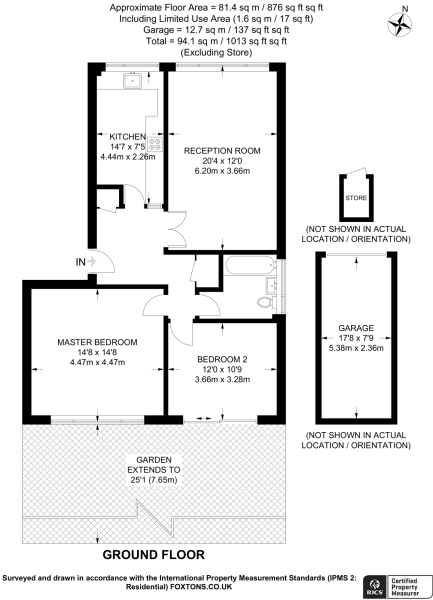 Approximate Floor Area = 81.4 sq m / 876 sq ft sq ft
Including Limited Use Area (1.6 sq m / 17 sq ft)
Garage = 12.7 sq m / 137 sq ft sq ft
Total = 94.1 sq m / 1013 sq ft sq ft
(Excluding Store)
N
KITCHEN
14'7 x 7'5
4.44m x 2.26m
RECEPTION ROOM
20'4 x 12'0
6.20m x 3.66m
STORE
(NOT SHOWN IN ACTUAL
LOCATION / ORIENTATION)
IN
MASTER BEDROOM
14'8 x 14'8
4.47m x 4.47m
BEDROOM 2
12'0 x 10'9
3.66m x 3.28m
GARAGE
17'8 x 7'9
5.38m x 2.36m
(NOT SHOWN IN ACTUAL
LOCATION / ORIENTATION)
GARDEN
EXTENDS TO
25'1 (7.65m)
GROUND FLOOR
Surveyed and drawn in accordance with the International Property Measurement Standards (IPMS 2:
Residential) FOXTONS.CO.UK
RICS
Certified
Property
Measurer